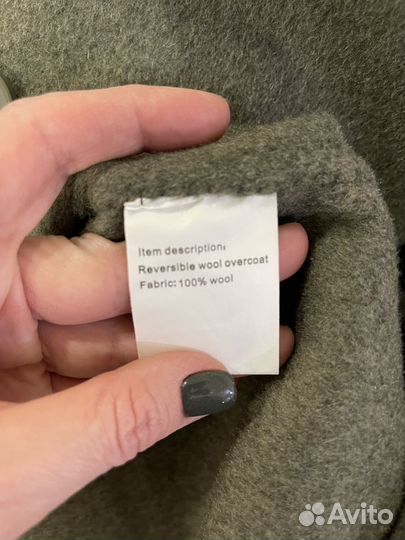 Item description:
Reversible wool overcoat
Fabric: 100% wool
Avito